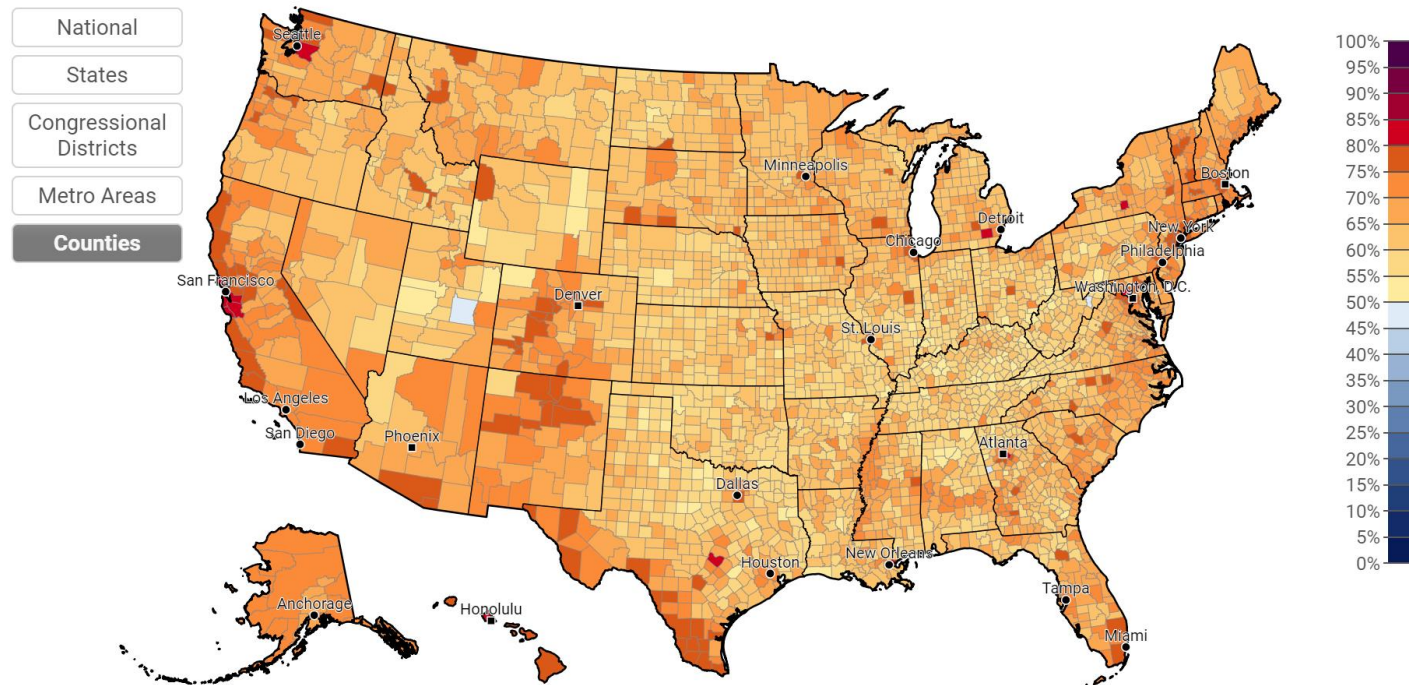 National
States
Congressional
Districts
Metro Areas
Counties
Seattle
Minneapolis
Boston
Detroit
New York
Chicago
Philadelphia
San Francisco
Denver
Washington, D.C.
St. Louis
Los Angeles
San Diego
Phoenix
Atlanta
Dallas
Houston
New Orleans
Tampa
Anchorage
Honolulu
Miami
100%
95%
90%
85%
80%
75%
70%
65%
60%
55%
50%
45%
40%
35%
30%
25%
20%
15%
10%
5%
0%